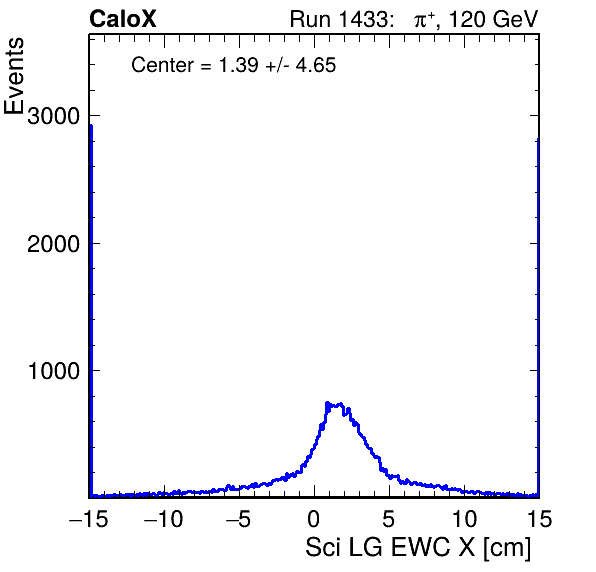 CaloX Run 1433: π⁺, 120 GeV
Center = 1.39 +/- 4.65
Events
3000
2000
1000
−15 −10 −5 0 5 10 15
Sci LG EWC X [cm]